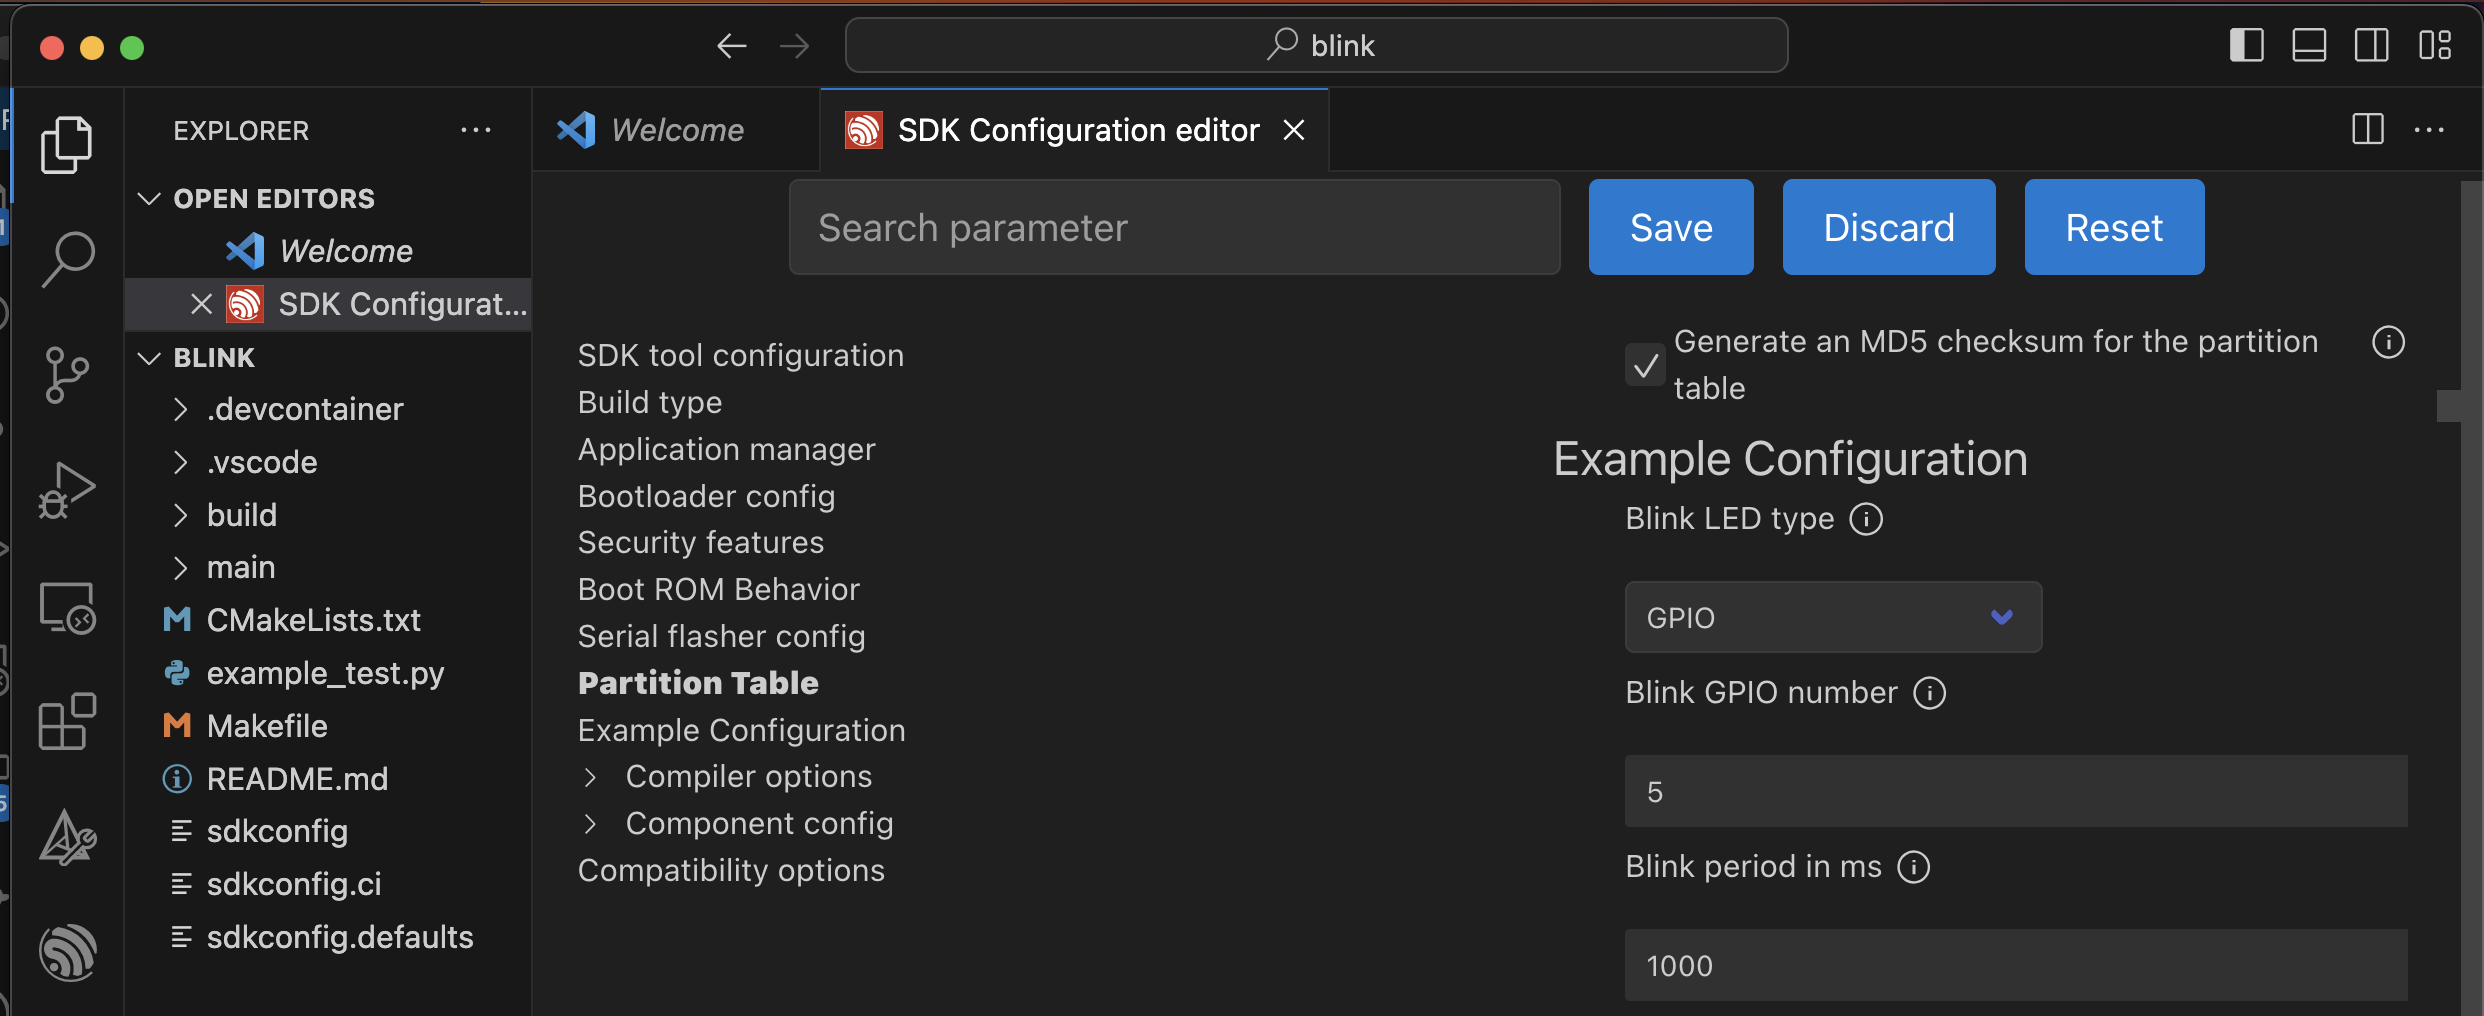 blink
EXPLORER
Welcome
SDK Configuration editor
OPEN EDITORS
Welcome
SDK Configurat...
BLINK
.devcontainer
.vscode
build
main
CMakeLists.txt
example_test.py
Makefile
README.md
sdkconfig
sdkconfig.ci
sdkconfig.defaults
Search parameter
Save
Discard
Reset
SDK tool configuration
Build type
Application manager
Bootloader config
Security features
Boot ROM Behavior
Serial flasher config
Partition Table
Example Configuration
Compiler options
Component config
Compatibility options
Generate an MD5 checksum for the partition
table
Example Configuration
Blink LED type
GPIO
Blink GPIO number
5
Blink period in ms
1000